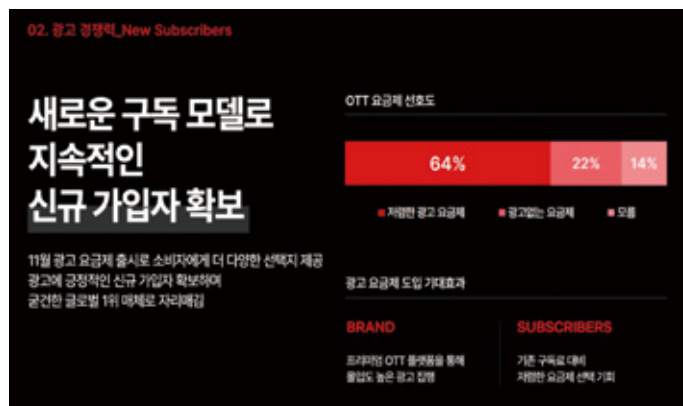 02. 광고 경쟁력_New Subscribers
새로운 구독 모델로
지속적인
신규 가입자 확보
11월 광고 요금제 출시로 소비자에게 더 다양한 선택지 제공
광고에 긍정적인 신규 가입자 확보하며
굳건한 글로벌 1위 매체로 자리매김
OTT 요금제 선호도
64% 22% 14%
저렴한 광고 요금제 광고없는 요금제 모름
광고 요금제 도입 기대효과
BRAND
프리미엄 OTT 플랫폼을 통해
몰입도 높은 광고 집행
SUBSCRIBERS
기존 구독료 대비
저렴한 요금제 선택 기회